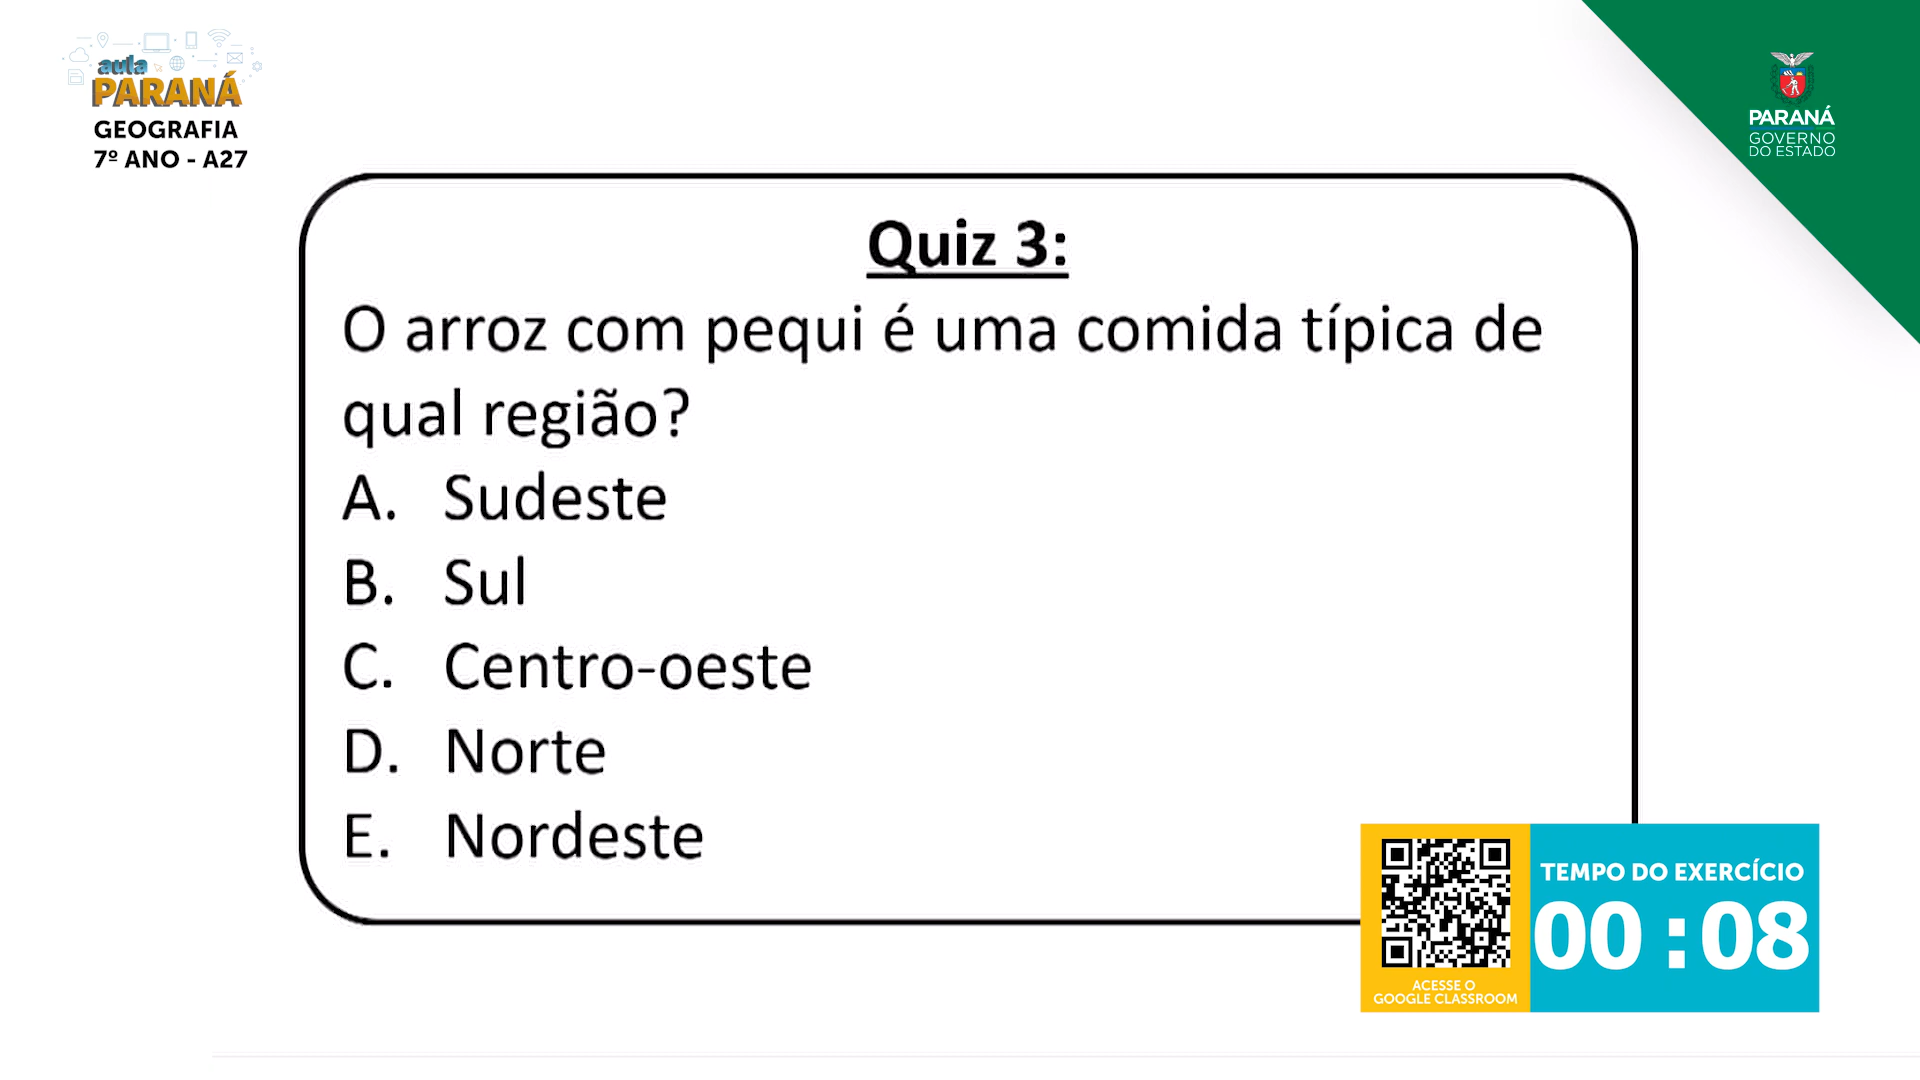 aula
PARANÁ
GEOGRAFIA
7º ANO - A27
PARANÁ
GOVERNO
DO ESTADO
Quiz 3:
O arroz com pequi é uma comida típica de
qual região?
A. Sudeste
B. Sul
C. Centro-oeste
D. Norte
E. Nordeste
ACESSE O
GOOGLE CLASSROOM
TEMPO DO EXERCÍCIO
00:08